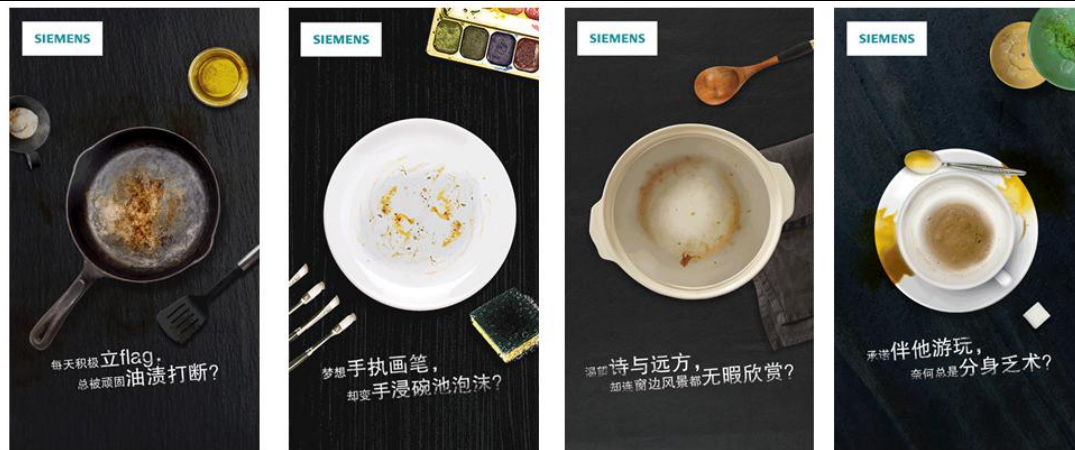 SIEMENS
每天积极立flag，
总被顽固油渍打断？
SIEMENS
梦想手执画笔，
却变手浸碗池泡沫？
SIEMENS
渴望诗与远方，
却连窗边风景都无暇欣赏？
SIEMENS
承诺伴他游玩，
奈何总是分身乏术？